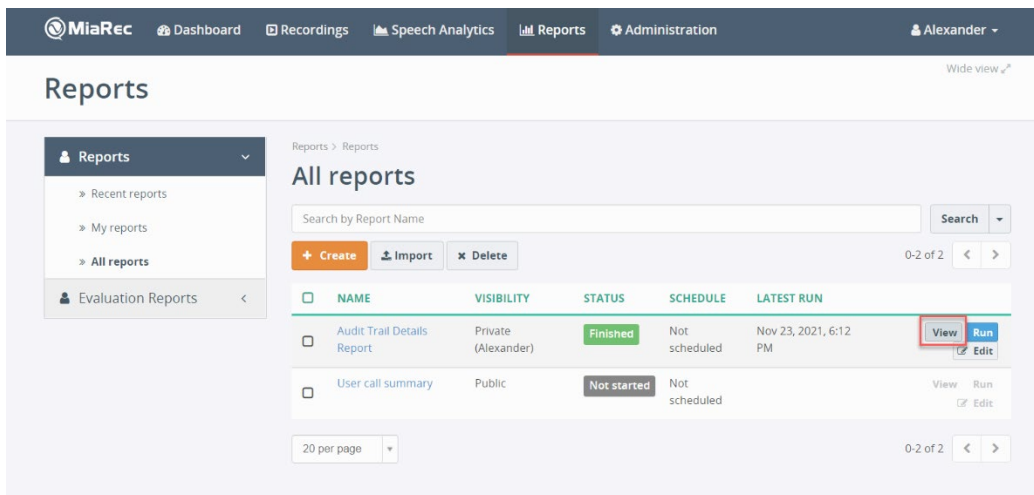 MiaRec Dashboard Recordings Speech Analytics Reports Administration Alexander
Wide view
Reports
Reports
» Recent reports
» My reports
» All reports
Evaluation Reports
Reports > Reports
All reports
Search by Report Name
Search
+ Create Import × Delete
0-2 of 2 < >
NAME VISIBILITY STATUS SCHEDULE LATEST RUN
Audit Trail Details Private Finished Not Nov 23, 2021, 6:12 View Run
Report (Alexander) scheduled PM Edit
User call summary Public Not started Not View Run
scheduled Edit
20 per page
0-2 of 2 < >